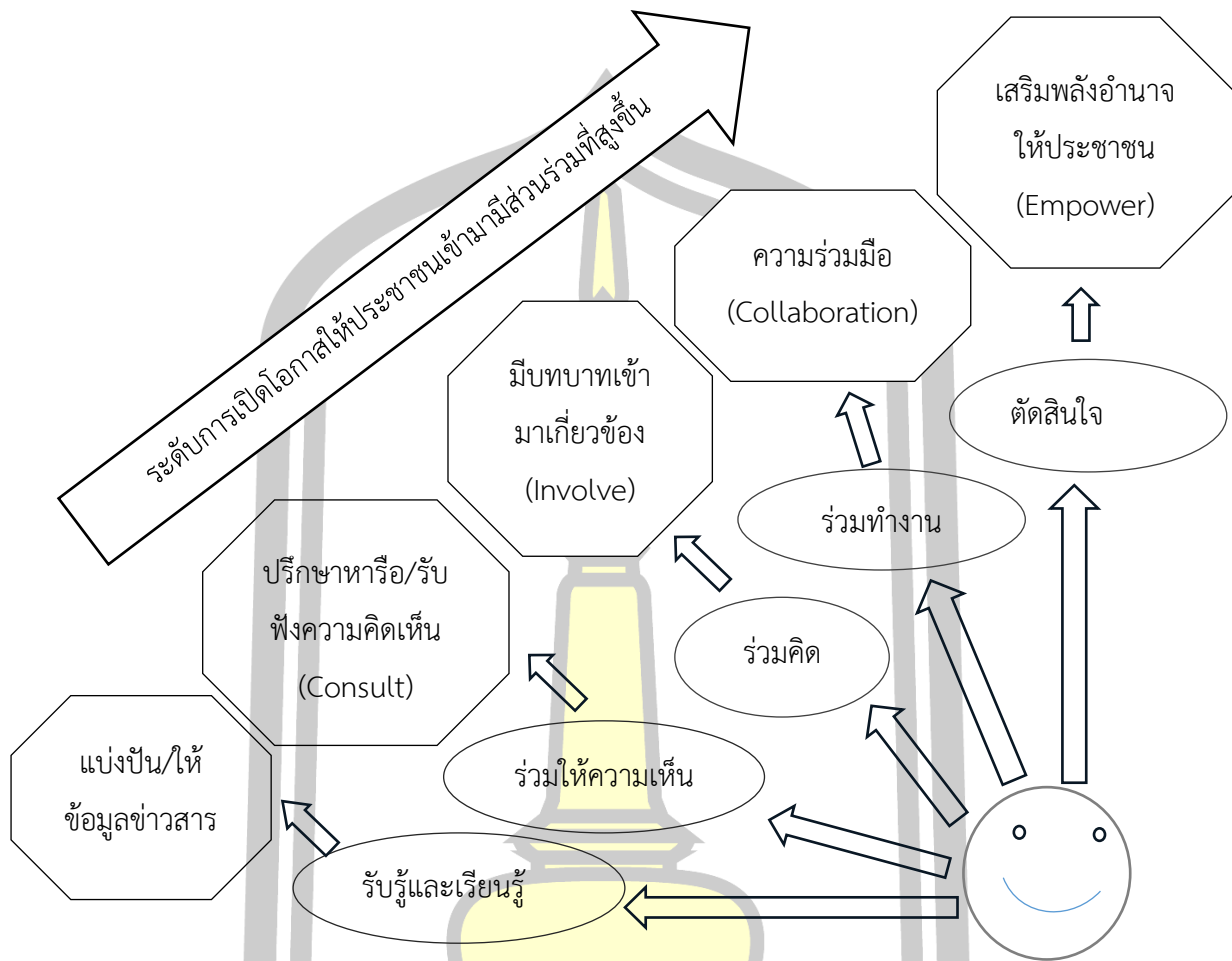 ระดับการเปิดโอกาสให้ประชาชนเข้ามามีส่วนร่วมที่สูงขึ้น
เสริมพลังอำนาจ
ให้ประชาชน
(Empower)
ความร่วมมือ
(Collaboration)
มีบทบาทเข้า
มาเกี่ยวข้อง
(Involve)
ตัดสินใจ
ร่วมทำงาน
ปรึกษาหารือ/รับ
ฟังความคิดเห็น
(Consult)
ร่วมคิด
แบ่งปัน/ให้
ข้อมูลข่าวสาร
ร่วมให้ความเห็น
รับรู้และเรียนรู้